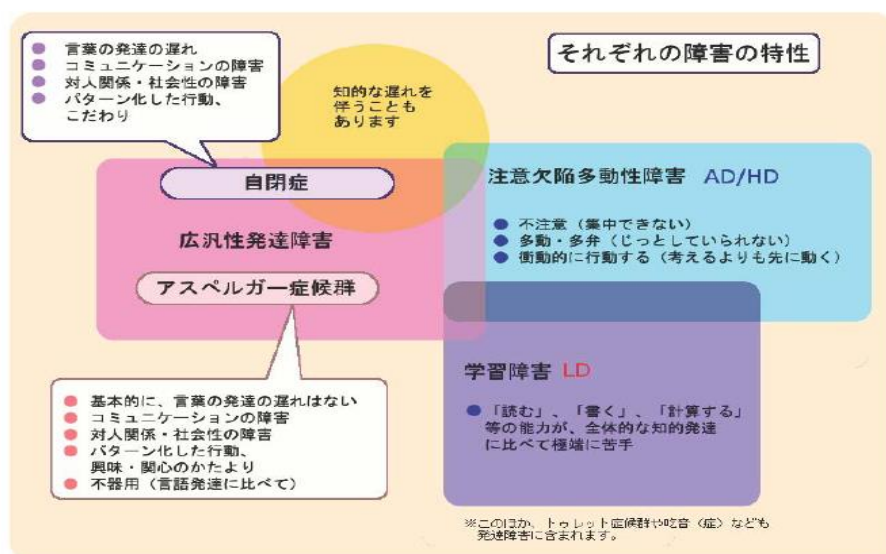 それぞれの障害の特性
● 言葉の発達の遅れ
● コミュニケーションの障害
● 対人関係・社会性の障害
● パターン化した行動、
こだわり
知的な遅れを
伴うことも
あります
自閉症
広汎性発達障害
アスペルガー症候群
● 基本的に、言葉の発達の遅れはない
● コミュニケーションの障害
● 対人関係・社会性の障害
● パターン化した行動、
興味・関心のかたより
● 不器用（言語発達に比べて）
注意欠陥多動性障害 AD/HD
● 不注意（集中できない）
● 多動・多弁（じっとしていられない）
● 衝動的に行動する（考えるよりも先に動く）
学習障害 LD
● 「読む」、「書く」、「計算する」
等の能力が、全体的な知的発達
に比べて極端に苦手
※このほか、トゥレット症候群や吃音（症）なども
発達障害に含まれます。